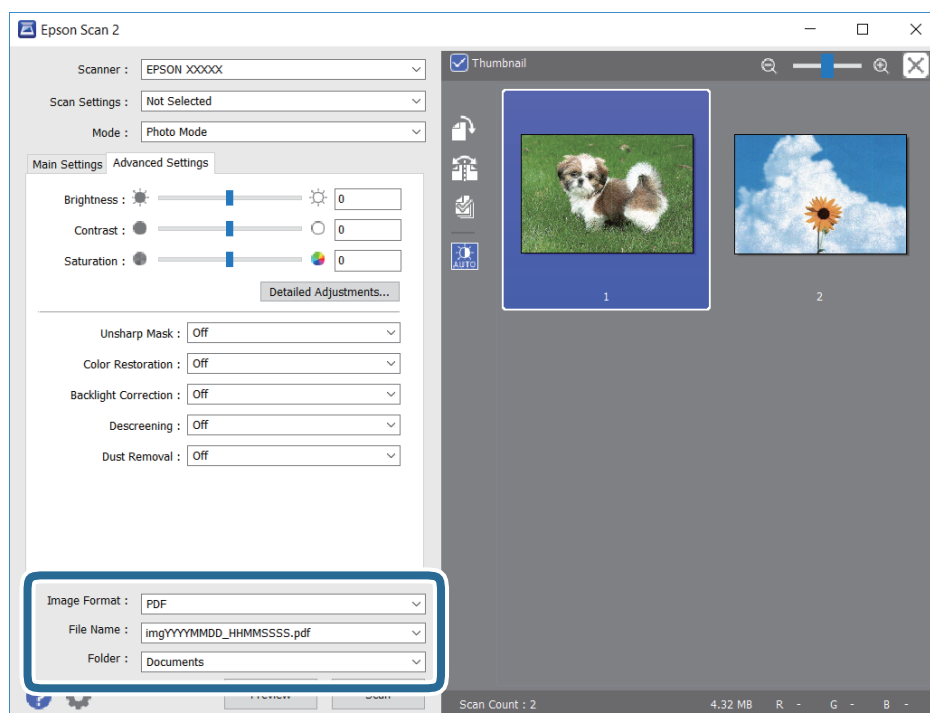 Epson Scan 2
Scanner : EPSON XXXXX
Scan Settings : Not Selected
Mode : Photo Mode
Main Settings Advanced Settings
Brightness : 0
Contrast : 0
Saturation : 0
Detailed Adjustments...
Unsharp Mask : Off
Color Restoration : Off
Backlight Correction : Off
Descreening : Off
Dust Removal : Off
Image Format : PDF
File Name : imgYYYYMMDD_HHMMSSSS.pdf
Folder : Documents
Preview Scan
Thumbnail
AUTO
1 2
Scan Count : 2 4.32 MB R - G - B -